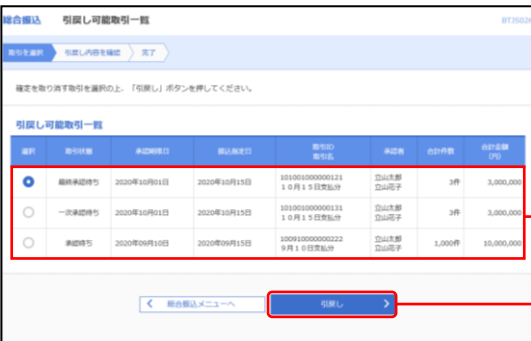 総合振込 引戻し可能取引一覧 BTJS026
取引を選択 引戻し内容を確認 完了
確定を取り消す取引を選択の上、「引戻し」ボタンを押してください。
引戻し可能取引一覧
選択 取引状態 承認期限日 振込指定日 取引ID 承認者 合計件数 合計金額
取引名 (円)
最終承認待ち 2020年10月01日 2020年10月15日 101001000000121 立山太郎 3件 3,000,000
10月15日支払分 立山花子
一次承認待ち 2020年10月01日 2020年10月15日 101001000000131 立山太郎 3件 3,000,000
10月15日支払分 立山花子
承認待ち 2020年09月10日 2020年09月15日 100910000000222 立山太郎 1,000件 10,000,000
9月10日支払分 立山花子
総合振込メニューへ 引戻し